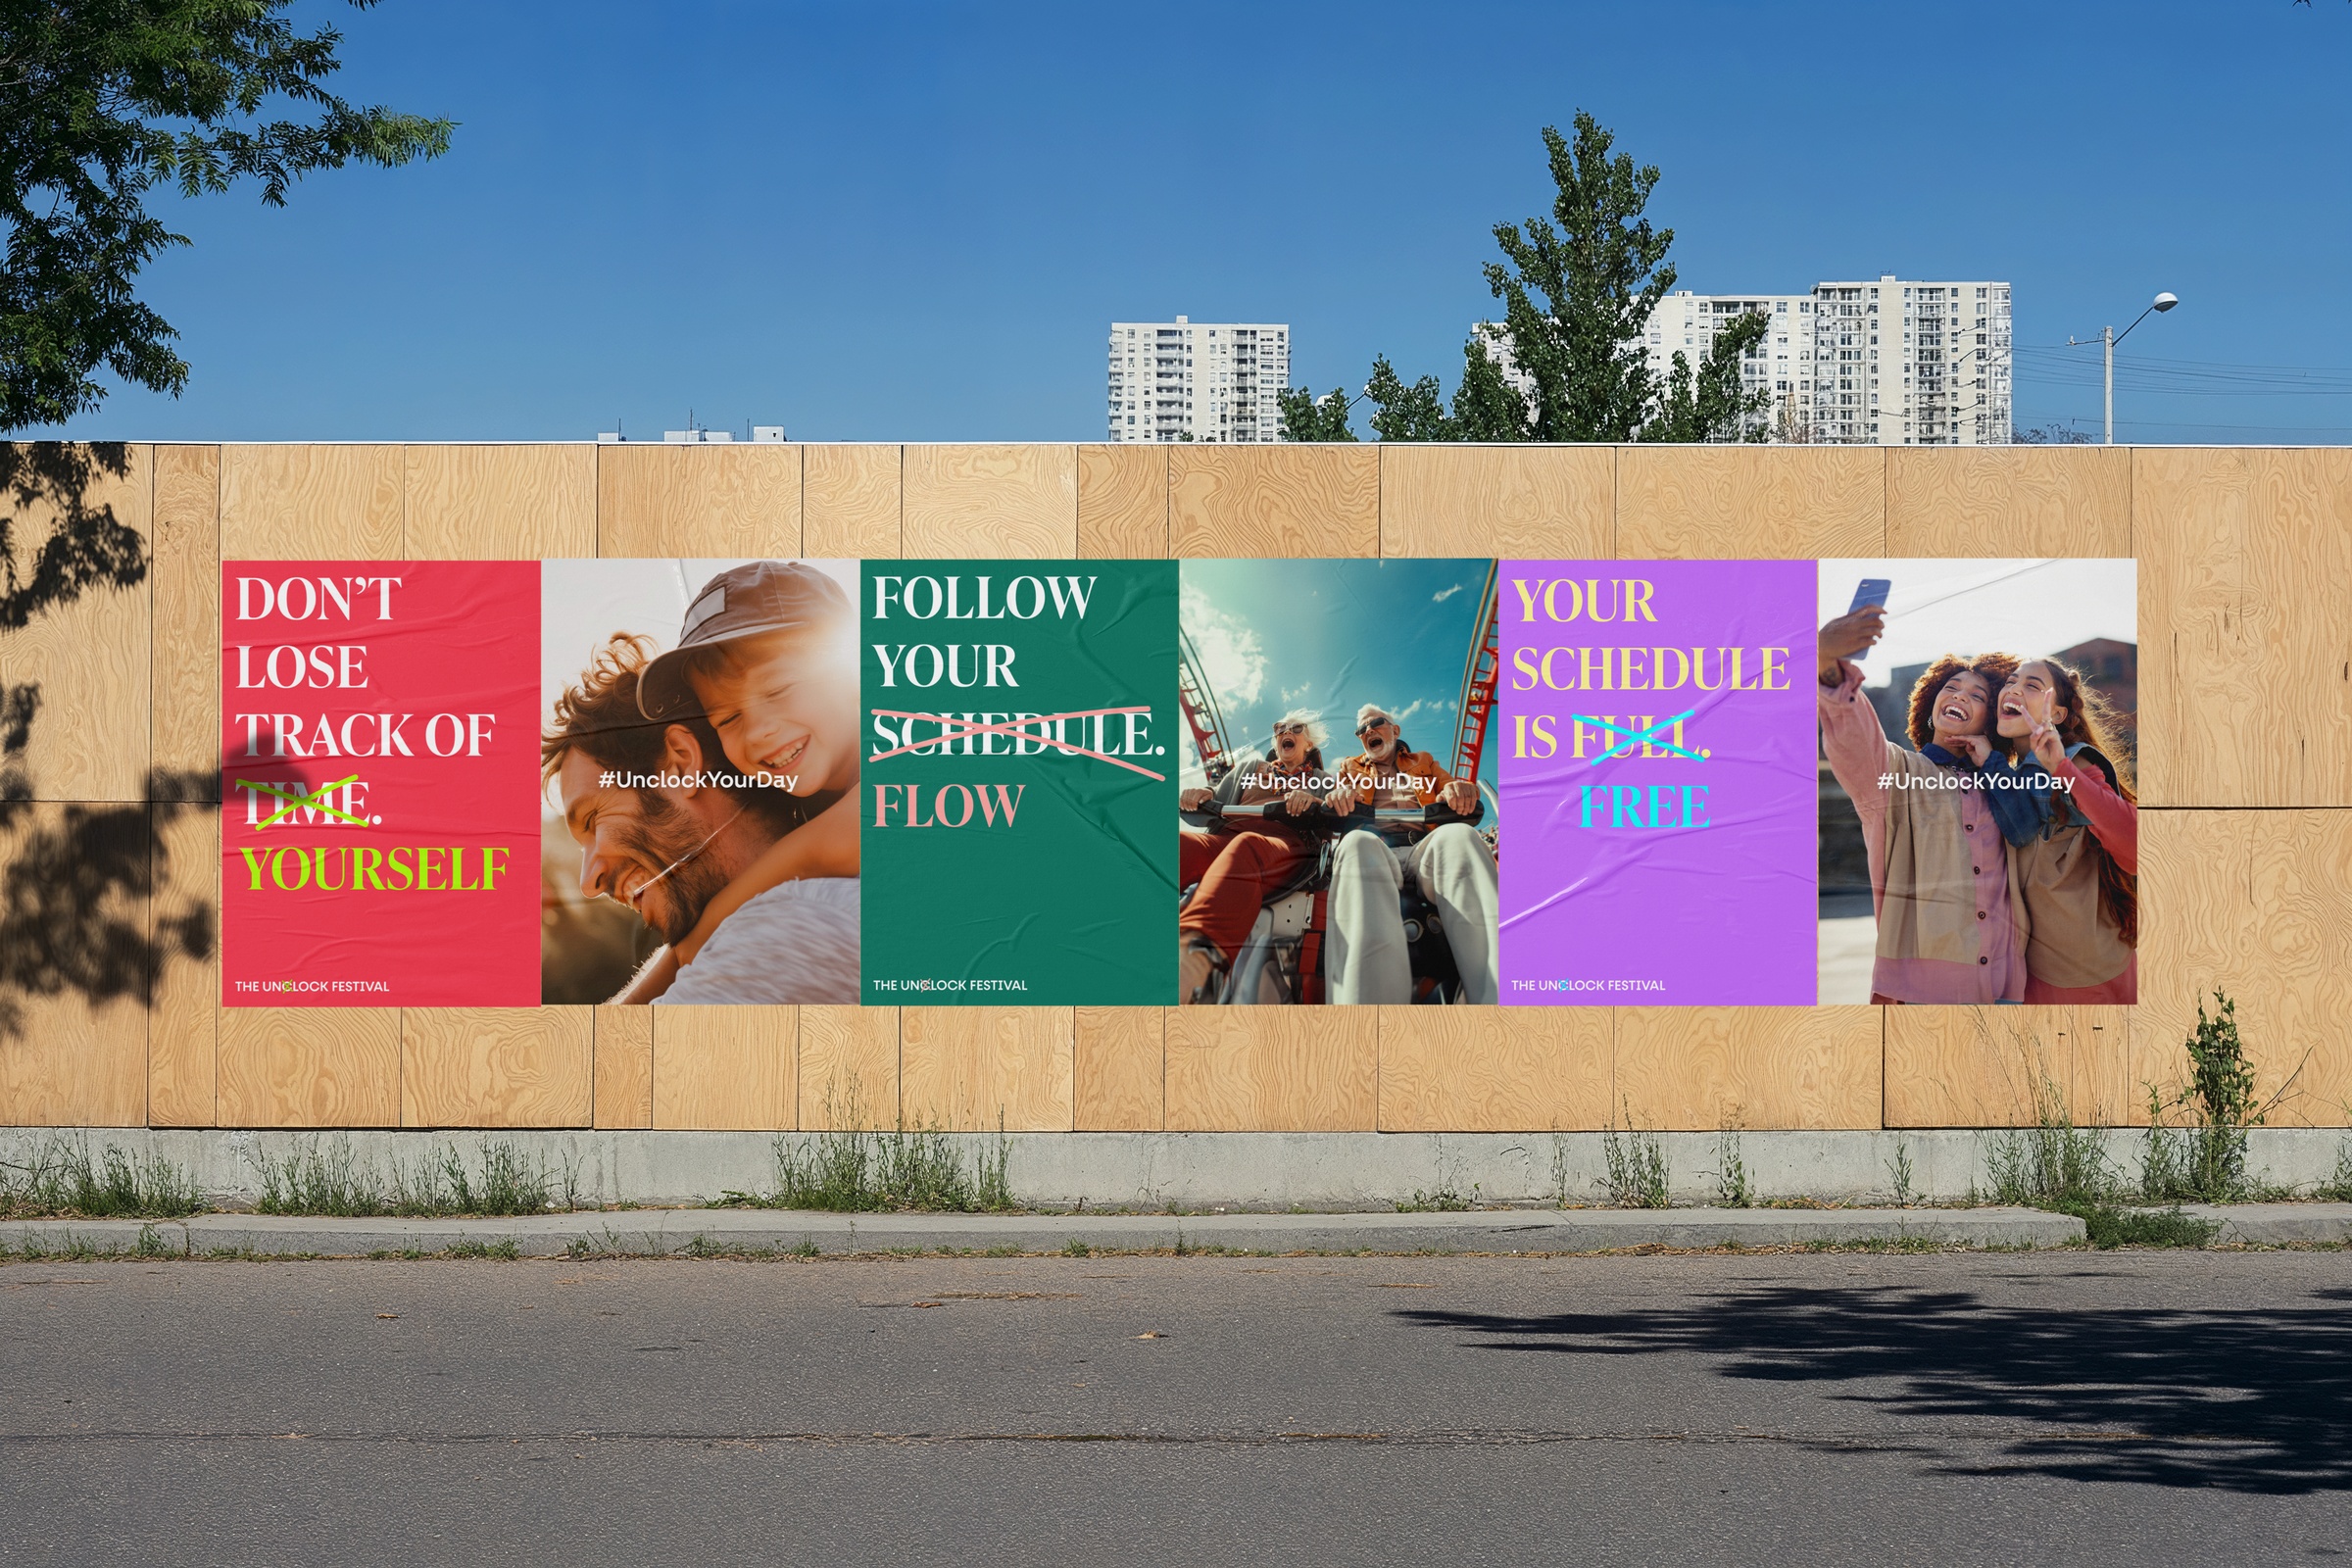 DON'T
LOSE
TRACK OF
TIME.
YOURSELF
THE UNCLOCK FESTIVAL
#UnclockYourDay
FOLLOW
YOUR
SCHEDULE.
FLOW
THE UNCLOCK FESTIVAL
#UnclockYourDay
YOUR
SCHEDULE
IS FULL.
FREE
THE UNCLOCK FESTIVAL
#UnclockYourDay